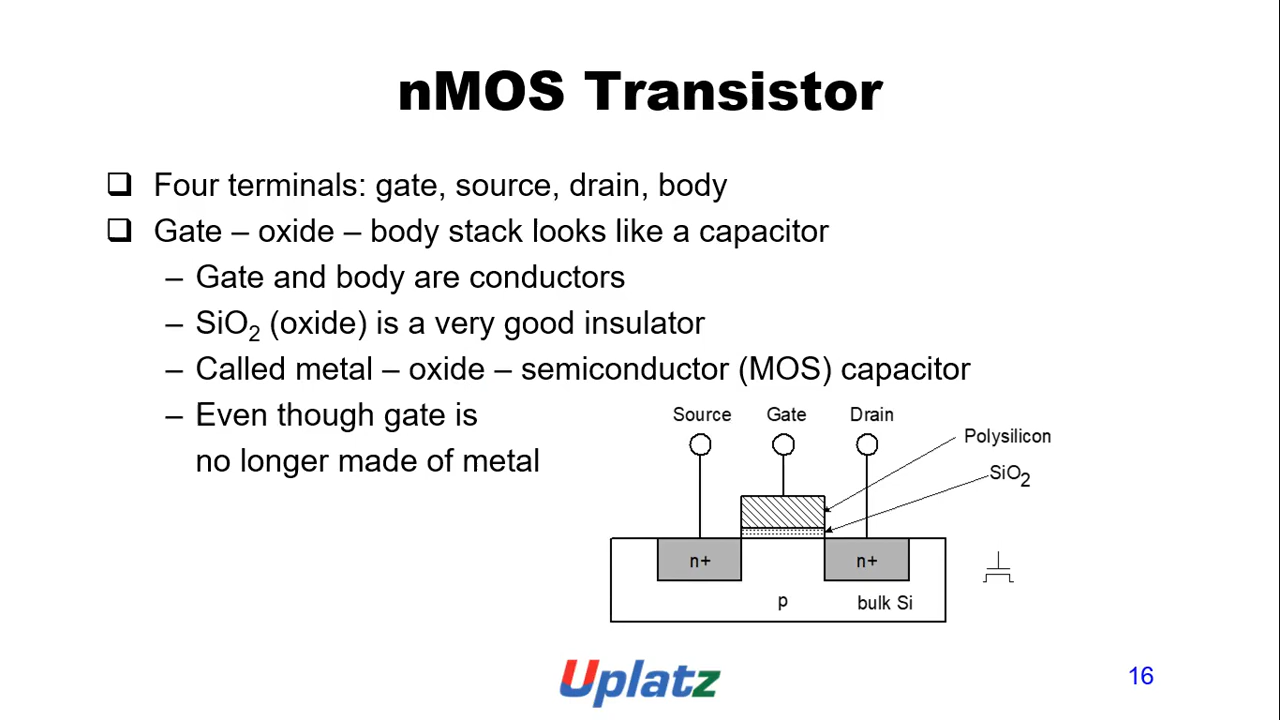 nMOS Transistor
❑ Four terminals: gate, source, drain, body
❑ Gate – oxide – body stack looks like a capacitor
– Gate and body are conductors
– SiO₂ (oxide) is a very good insulator
– Called metal – oxide – semiconductor (MOS) capacitor
– Even though gate is
no longer made of metal
Source Gate Drain
Polysilicon
SiO₂
n+ n+
p bulk Si
Uplatz
16